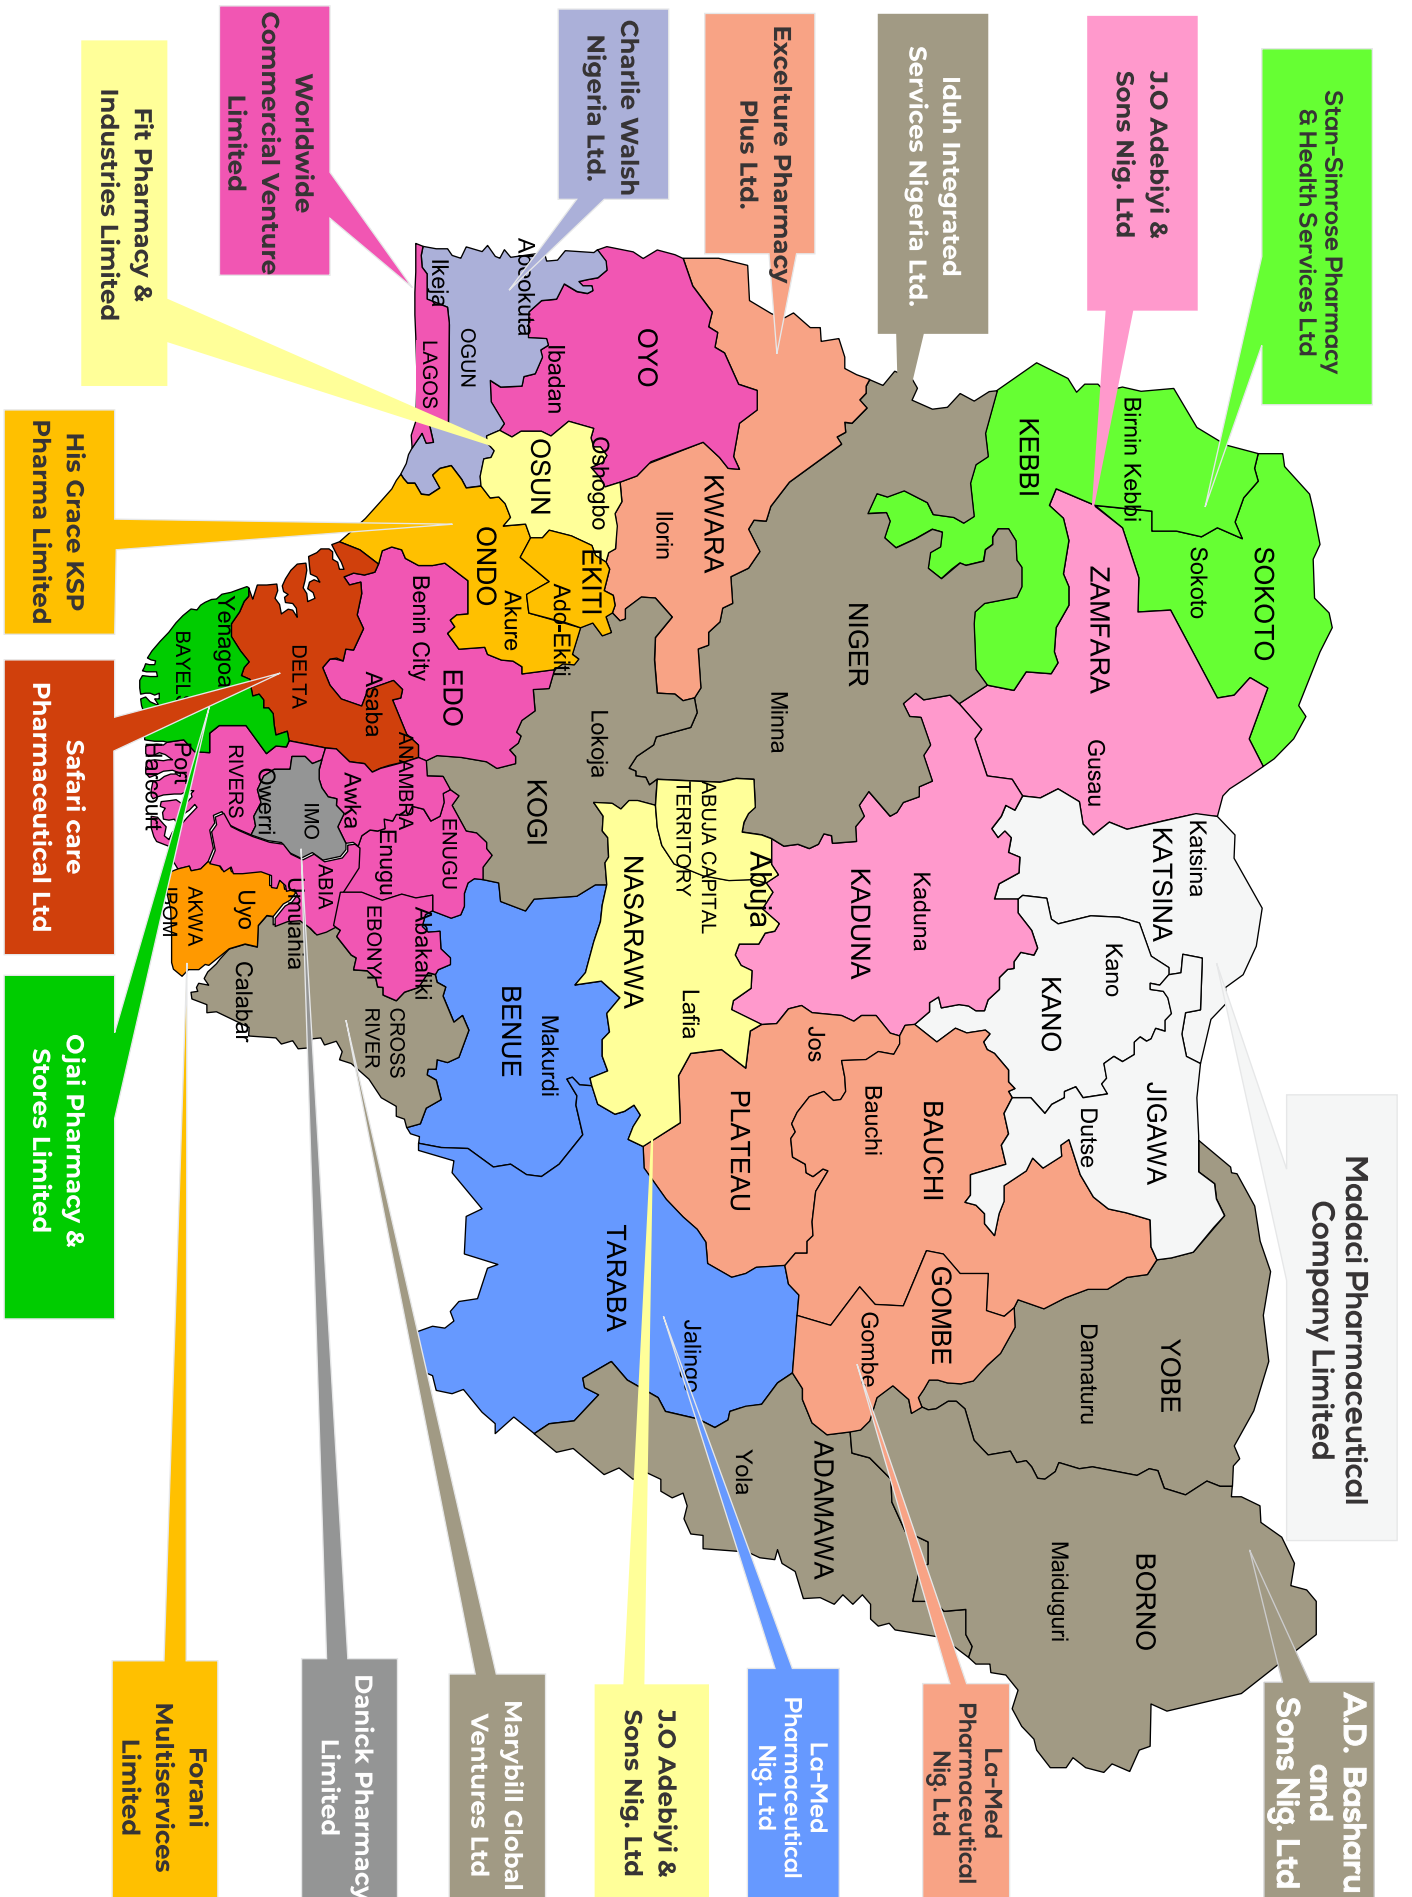 Stan-Simrose Pharmacy
& Health Services Ltd
J.O Adebiyi &
Sons Nig. Ltd
Iduh Integrated
Services Nigeria Ltd.
Excelture Pharmacy
Plus Ltd.
Charlie Walsh
Nigeria Ltd.
Worldwide
Commercial Venture
Limited
Fit Pharmacy &
Industries Limited
His Grace KSP
Pharma Limited
Safari care
Pharmaceutical Ltd
Ojai Pharmacy &
Stores Limited
Madaci Pharmaceutical
Company Limited
A.D. Basharu
and
Sons Nig. Ltd
La-Med
Pharmaceutical
Nig. Ltd
La-Med
Pharmaceutical
Nig. Ltd
J.O Adebiyi &
Sons Nig. Ltd
Marybill Global
Ventures Ltd
Danick Pharmacy
Limited
Forani
Multiservices
Limited
SOKOTO
Sokoto
Birnin Kebbi
KEBBI
ZAMFARA
Gusau
Katsina
KATSINA
Kano
KANO
JIGAWA
Dutse
YOBE
Damaturu
BORNO
Maiduguri
NIGER
Minna
Kaduna
KADUNA
BAUCHI
Bauchi
GOMBE
Gombe
ADAMAWA
Yola
Jos
PLATEAU
Abuja
ABUJA CAPITAL
TERRITORY
NASARAWA
Lafia
KWARA
Ilorin
OYO
Ibadan
Abeokuta
OGUN
Ikeja
LAGOS
Oshogbo
OSUN
EKITI
Ado-Ekiti
ONDO
Akure
Lokoja
KOGI
Makurdi
BENUE
TARABA
Jalingo
EDO
Benin City
Asaba
DELTA
Yenagoa
ANAMBRA
Awka
ENUGU
Enugu
Abakaliki
EBONYI
CROSS
RIVER
Calabar
IMO
Owerri
ABIA
Umuahia
RIVERS
Port
Harcourt
Uyo
AKWA
IBOM